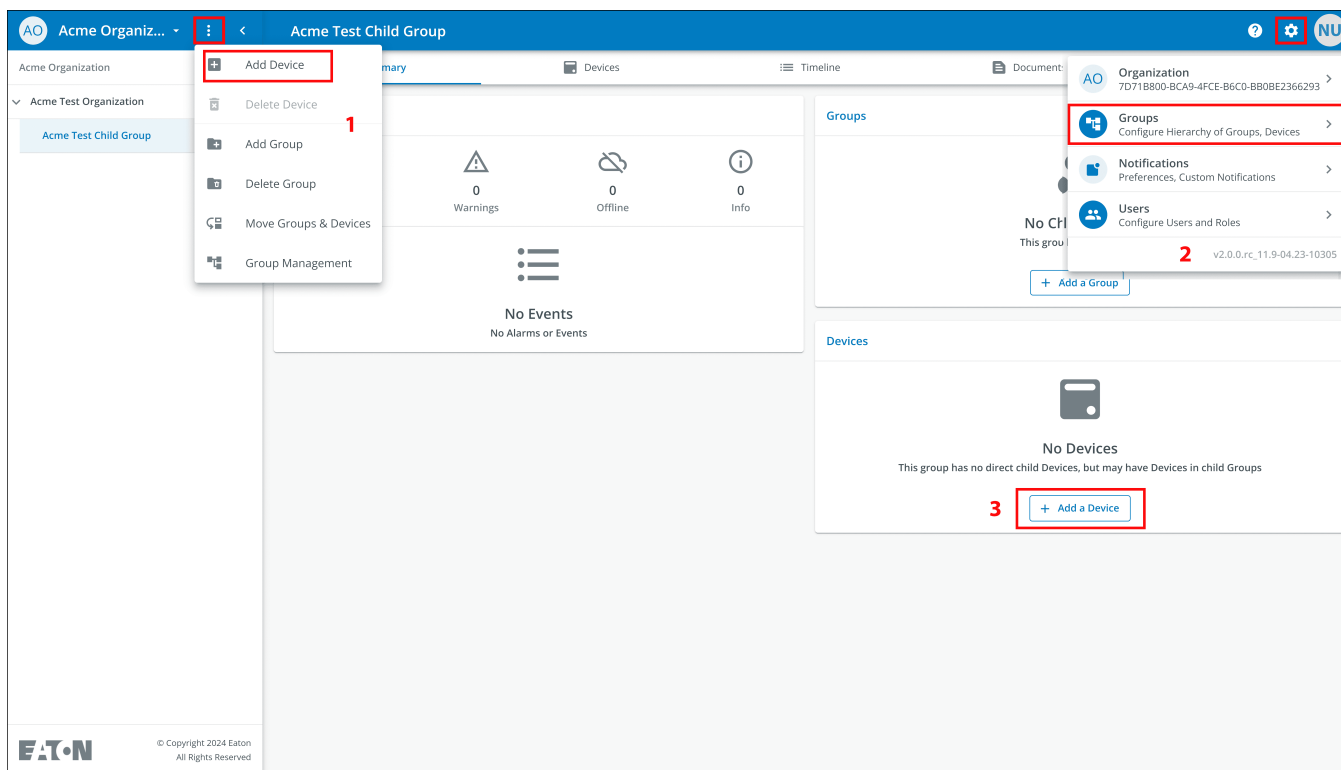 AO Acme Organiz...
Acme Test Child Group
? NU
Acme Organization
Acme Test Organization
Acme Test Child Group
Add Device
Delete Device
1
Add Group
Delete Group
Move Groups & Devices
Group Management
mary
Devices
Timeline
Document
0
Warnings
0
Offline
0
Info
No Events
No Alarms or Events
Groups
No Ch
This grou
+ Add a Group
AO
Organization
7D71B800-BCA9-4FCE-B6C0-BB0BE2366293
Groups
Configure Hierarchy of Groups, Devices
Notifications
Preferences, Custom Notifications
Users
Configure Users and Roles
2
v2.0.0.rc_11.9-04.23-10305
Devices
No Devices
This group has no direct child Devices, but may have Devices in child Groups
3
+ Add a Device
EATON
© Copyright 2024 Eaton
All Rights Reserved